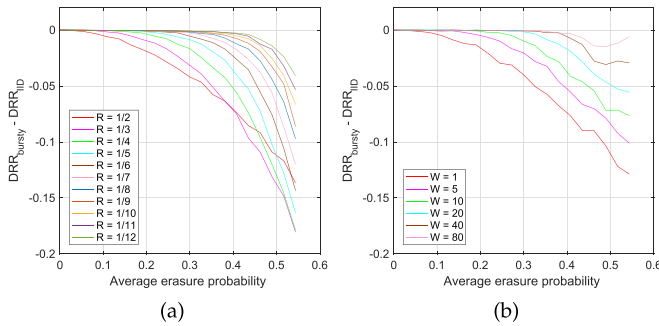 0
-0.05
-0.1
-0.15
-0.2
DRR_bursty - DRR_IID
R = 1/2
R = 1/3
R = 1/4
R = 1/5
R = 1/6
R = 1/7
R = 1/8
R = 1/9
R = 1/10
R = 1/11
R = 1/12
0 0.1 0.2 0.3 0.4 0.5 0.6
Average erasure probability
(a)
0
-0.05
-0.1
-0.15
-0.2
DRR_bursty - DRR_IID
W = 1
W = 5
W = 10
W = 20
W = 40
W = 80
0 0.1 0.2 0.3 0.4 0.5 0.6
Average erasure probability
(b)